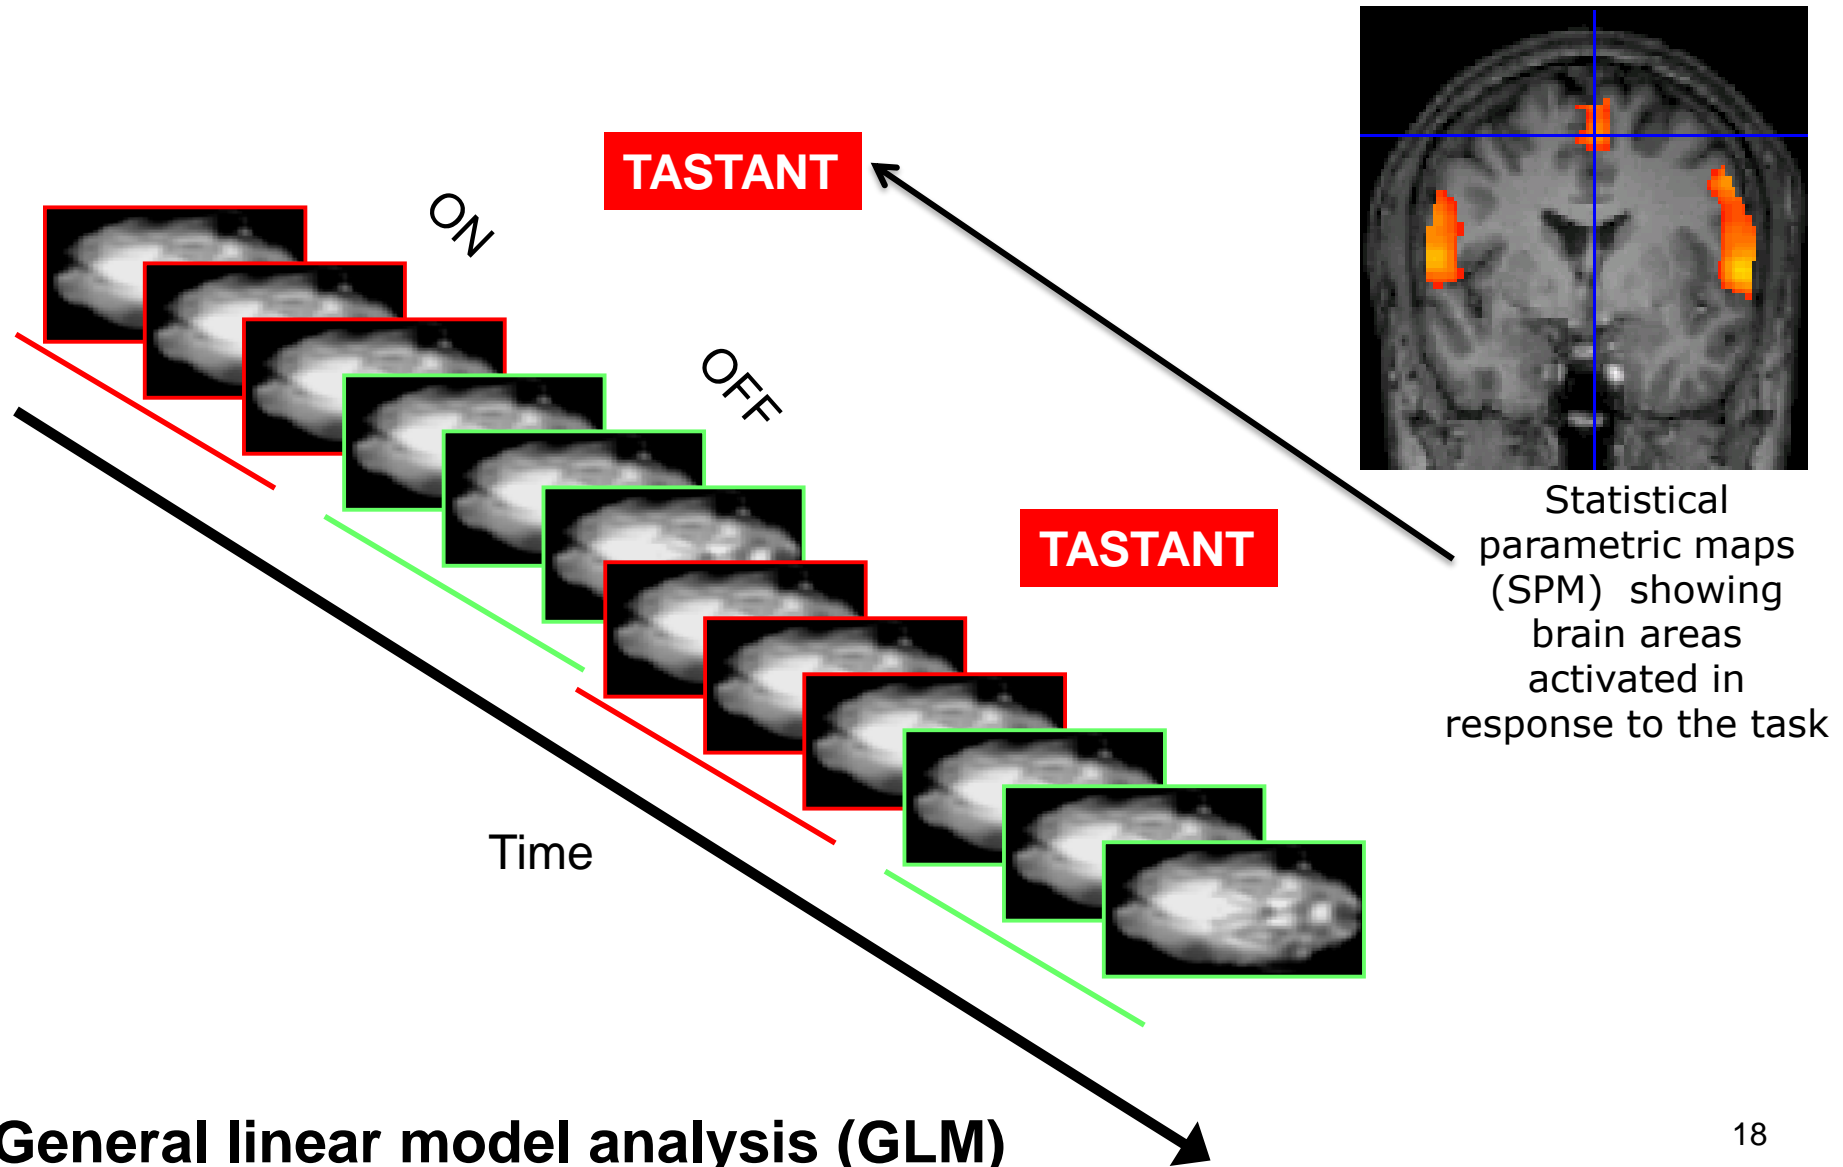 TASTANT
ON
OFF
TASTANT
Statistical
parametric maps
(SPM) showing
brain areas
activated in
response to the task
Time
General linear model analysis (GLM)
18